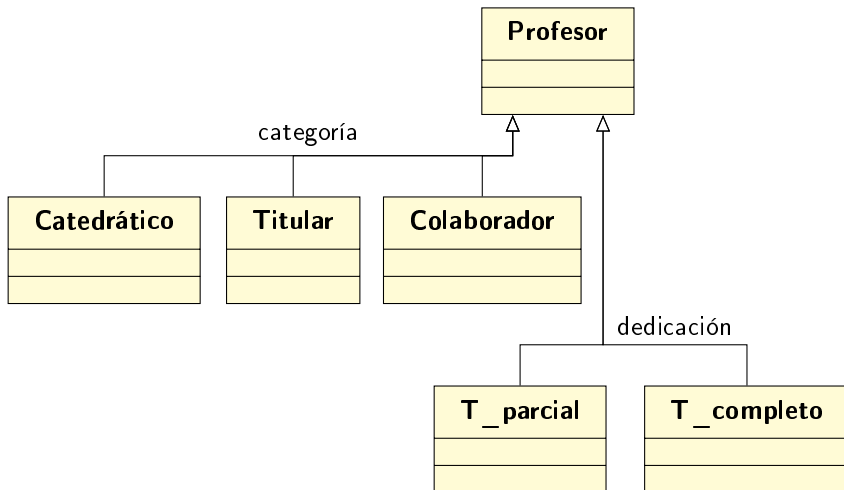 Profesor
categoría
Catedrático
Titular
Colaborador
dedicación
T_parcial
T_completo